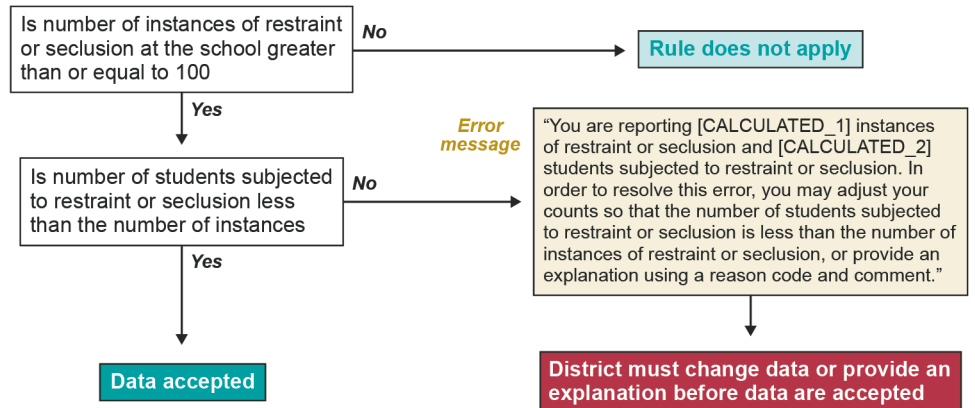 Is number of instances of restraint
or seclusion at the school greater
than or equal to 100
No
Rule does not apply
Yes
Error
message
"You are reporting [CALCULATED_1] instances
of restraint or seclusion and [CALCULATED_2]
students subjected to restraint or seclusion. In
order to resolve this error, you may adjust your
counts so that the number of students subjected
to restraint or seclusion is less than the number of
instances of restraint or seclusion, or provide an
explanation using a reason code and comment."
Is number of students subjected
to restraint or seclusion less
than the number of instances
No
Yes
Data accepted
District must change data or provide an
explanation before data are accepted